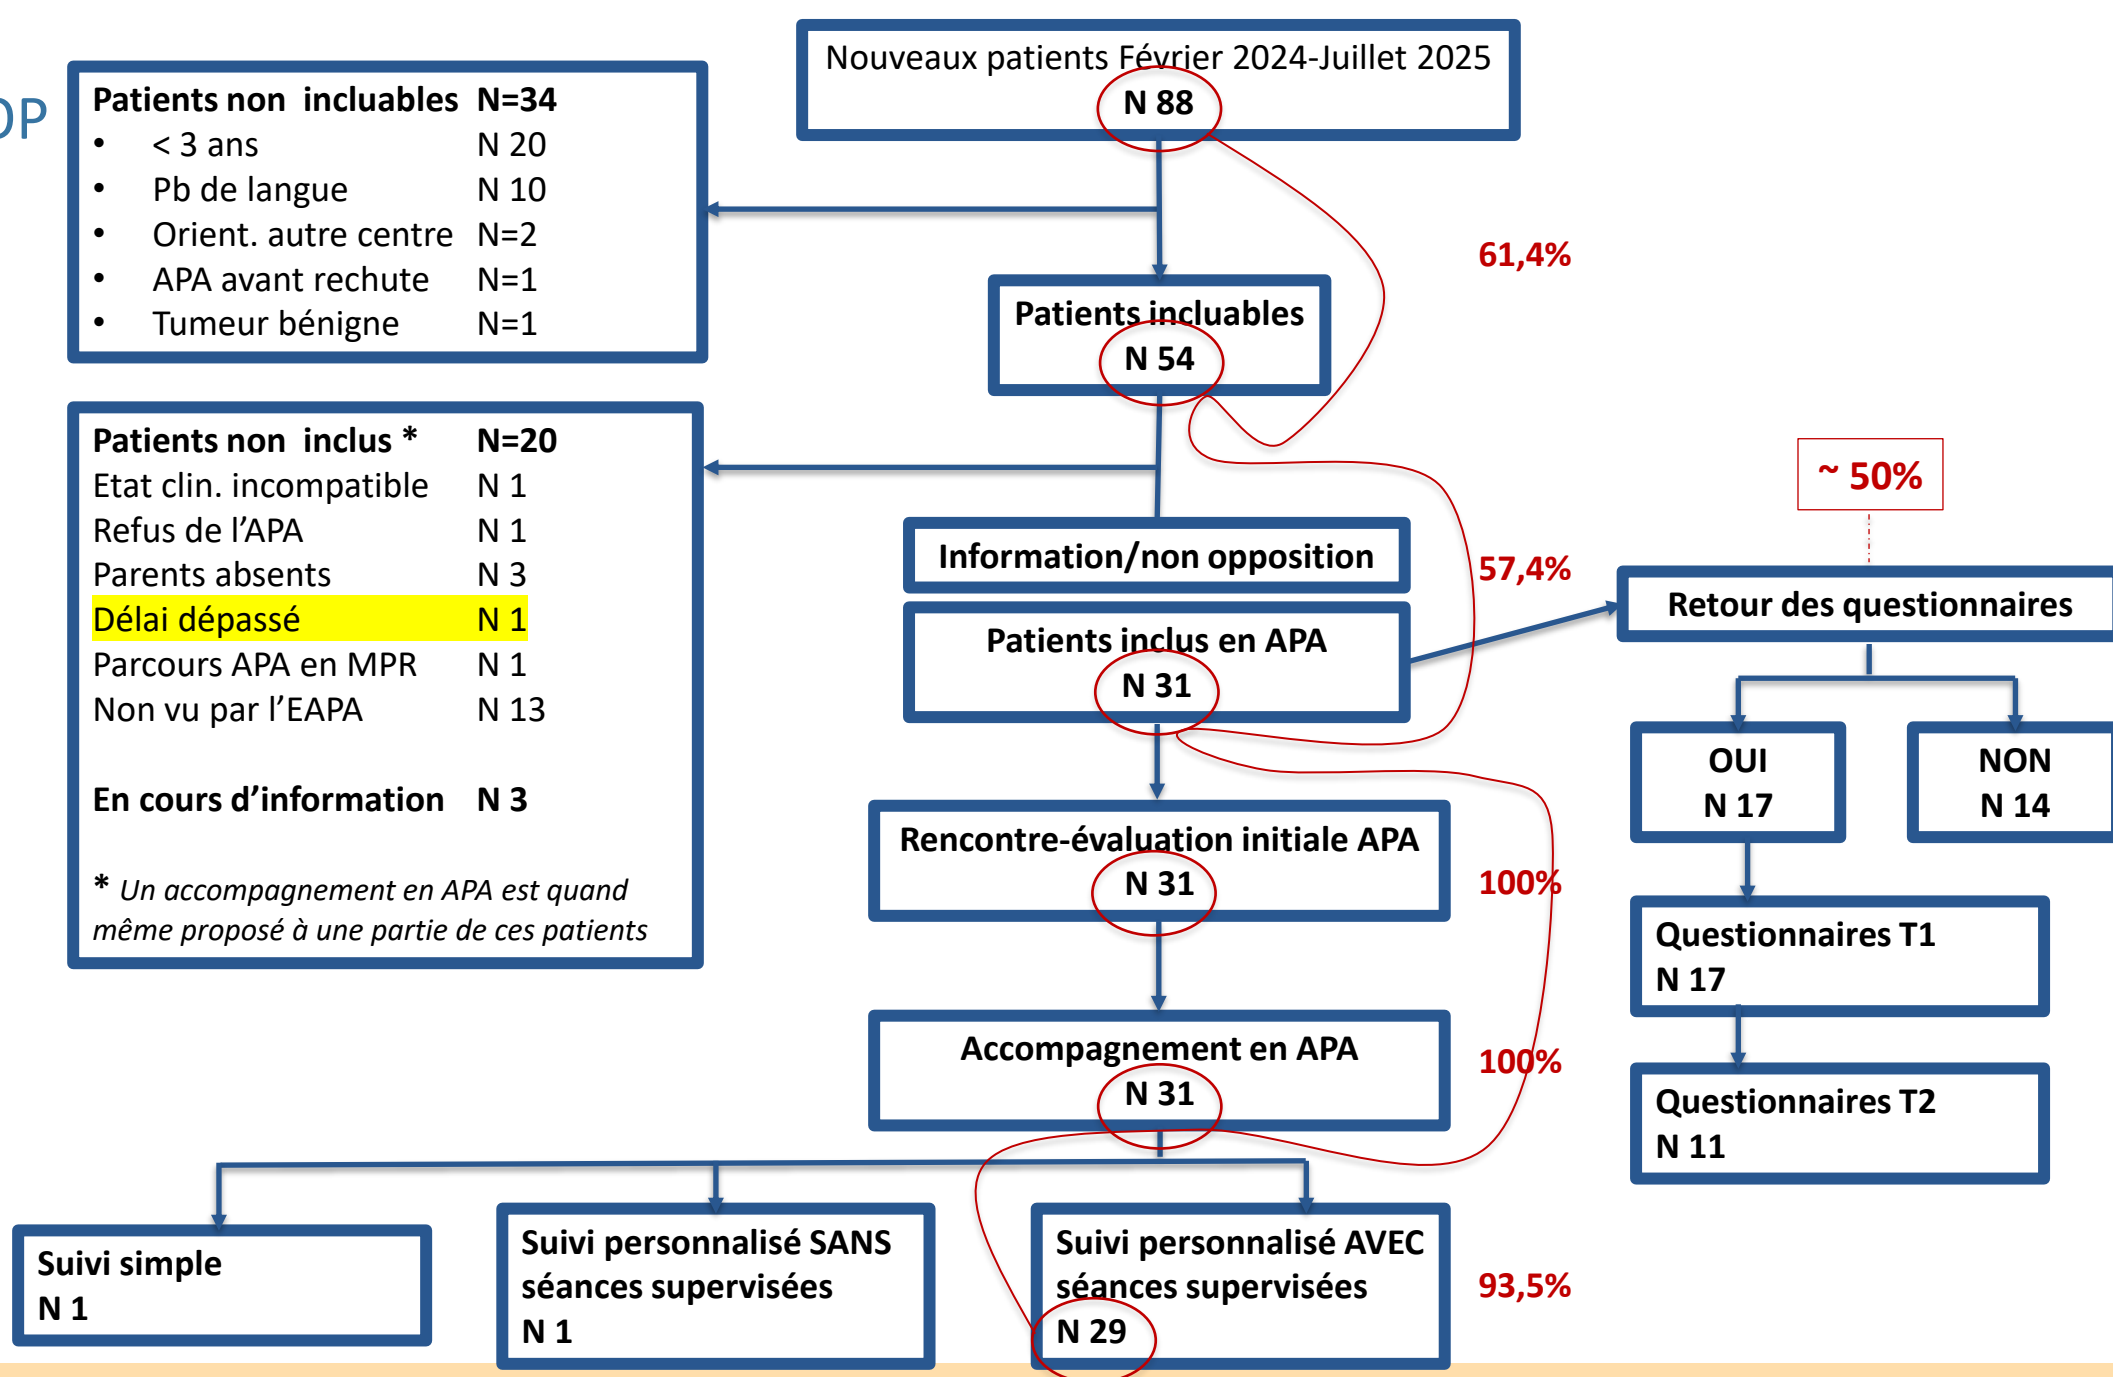 OP
Nouveaux patients Février 2024-Juillet 2025
N 88
Patients non incluables N=34
• < 3 ans N 20
• Pb de langue N 10
• Orient. autre centre N=2
• APA avant rechute N=1
• Tumeur bénigne N=1
61,4%
Patients incluables
N 54
Patients non inclus * N=20
Etat clin. incompatible N 1
Refus de l'APA N 1
Parents absents N 3
Délai dépassé N 1
Parcours APA en MPR N 1
Non vu par l'EAPA N 13
En cours d'information N 3
* Un accompagnement en APA est quand
même proposé à une partie de ces patients
Information/non opposition
57,4%
Patients inclus en APA
N 31
~ 50%
Retour des questionnaires
OUI
N 17
NON
N 14
Rencontre-évaluation initiale APA
N 31
100%
Questionnaires T1
N 17
Accompagnement en APA
N 31
100%
Questionnaires T2
N 11
Suivi simple
N 1
Suivi personnalisé SANS
séances supervisées
N 1
Suivi personnalisé AVEC
séances supervisées
N 29
93,5%